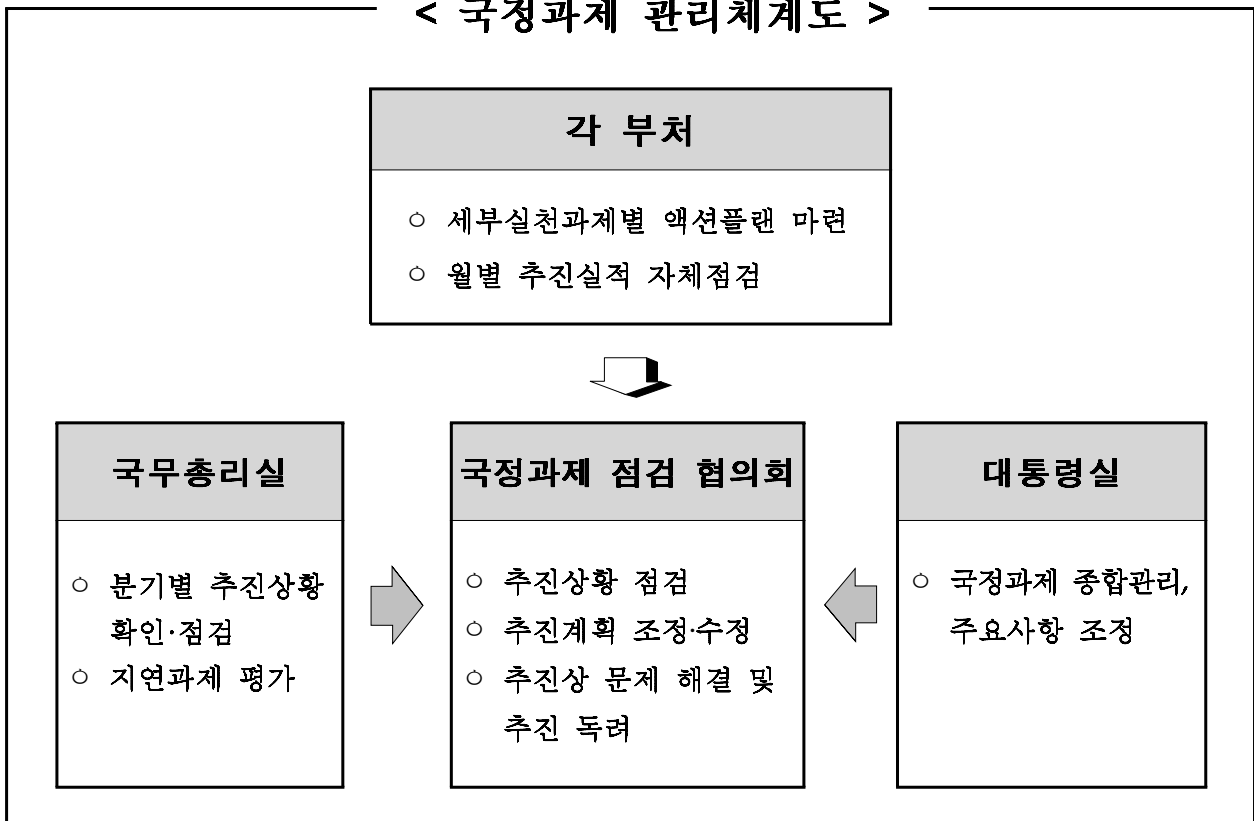 < 국정과제 관리체계도 >
각 부처
○ 세부실천과제별 액션플랜 마련
○ 월별 추진실적 자체점검
국무총리실
○ 분기별 추진상황
확인·점검
○ 지연과제 평가
국정과제 점검 협의회
○ 추진상황 점검
○ 추진계획 조정·수정
○ 추진상 문제 해결 및
추진 독려
대통령실
○ 국정과제 종합관리,
주요사항 조정